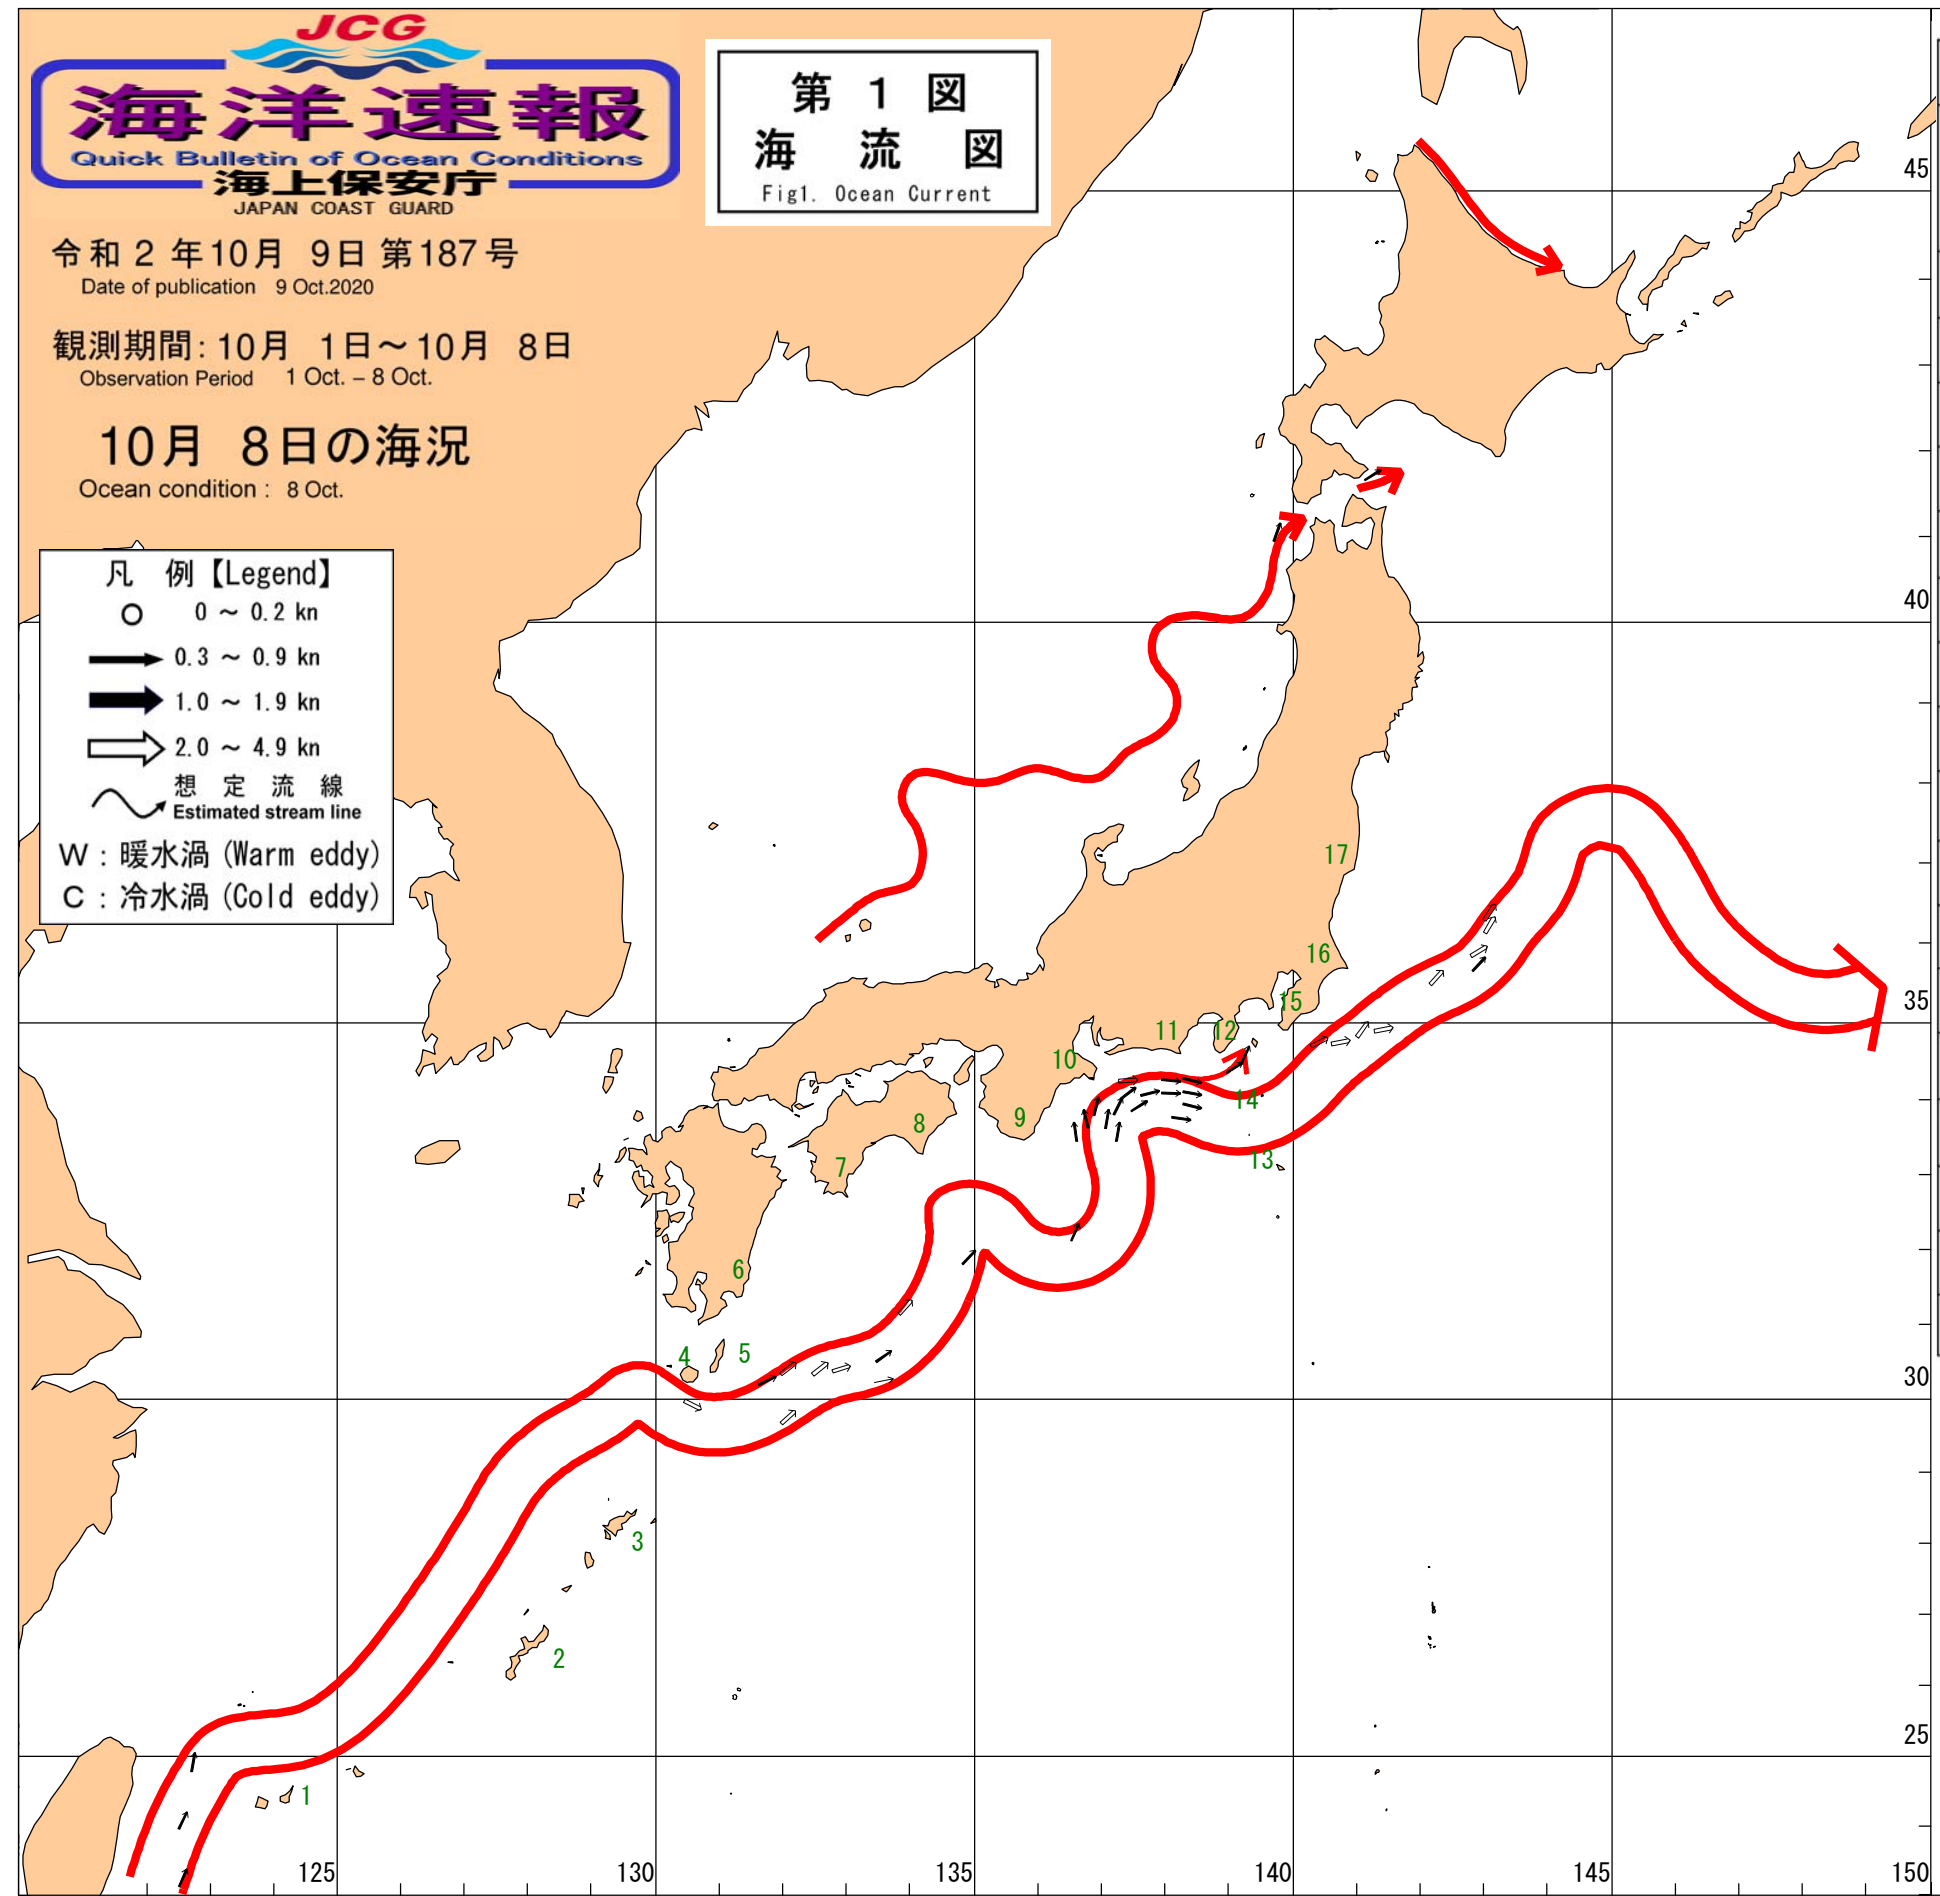 JCG
海洋速報
Quick Bulletin of Ocean Conditions
海上保安庁
JAPAN COAST GUARD
第 1 図
海 流 図
Fig1. Ocean Current
令和 2 年10月 9日 第187号
Date of publication 9 Oct.2020
観測期間: 10月 1日～10月 8日
Observation Period 1 Oct. – 8 Oct.
10月 8日の海況
Ocean condition : 8 Oct.
凡 例【Legend】
0 ～ 0.2 kn
0.3 ～ 0.9 kn
1.0 ～ 1.9 kn
2.0 ～ 4.9 kn
想 定 流 線
Estimated stream line
W : 暖水渦 (Warm eddy)
C : 冷水渦 (Cold eddy)
45
40
17
16
35
15
12
11
10
14
9
8
13
7
6
5
4
30
3
2
25
1
125
130
135
140
145
150